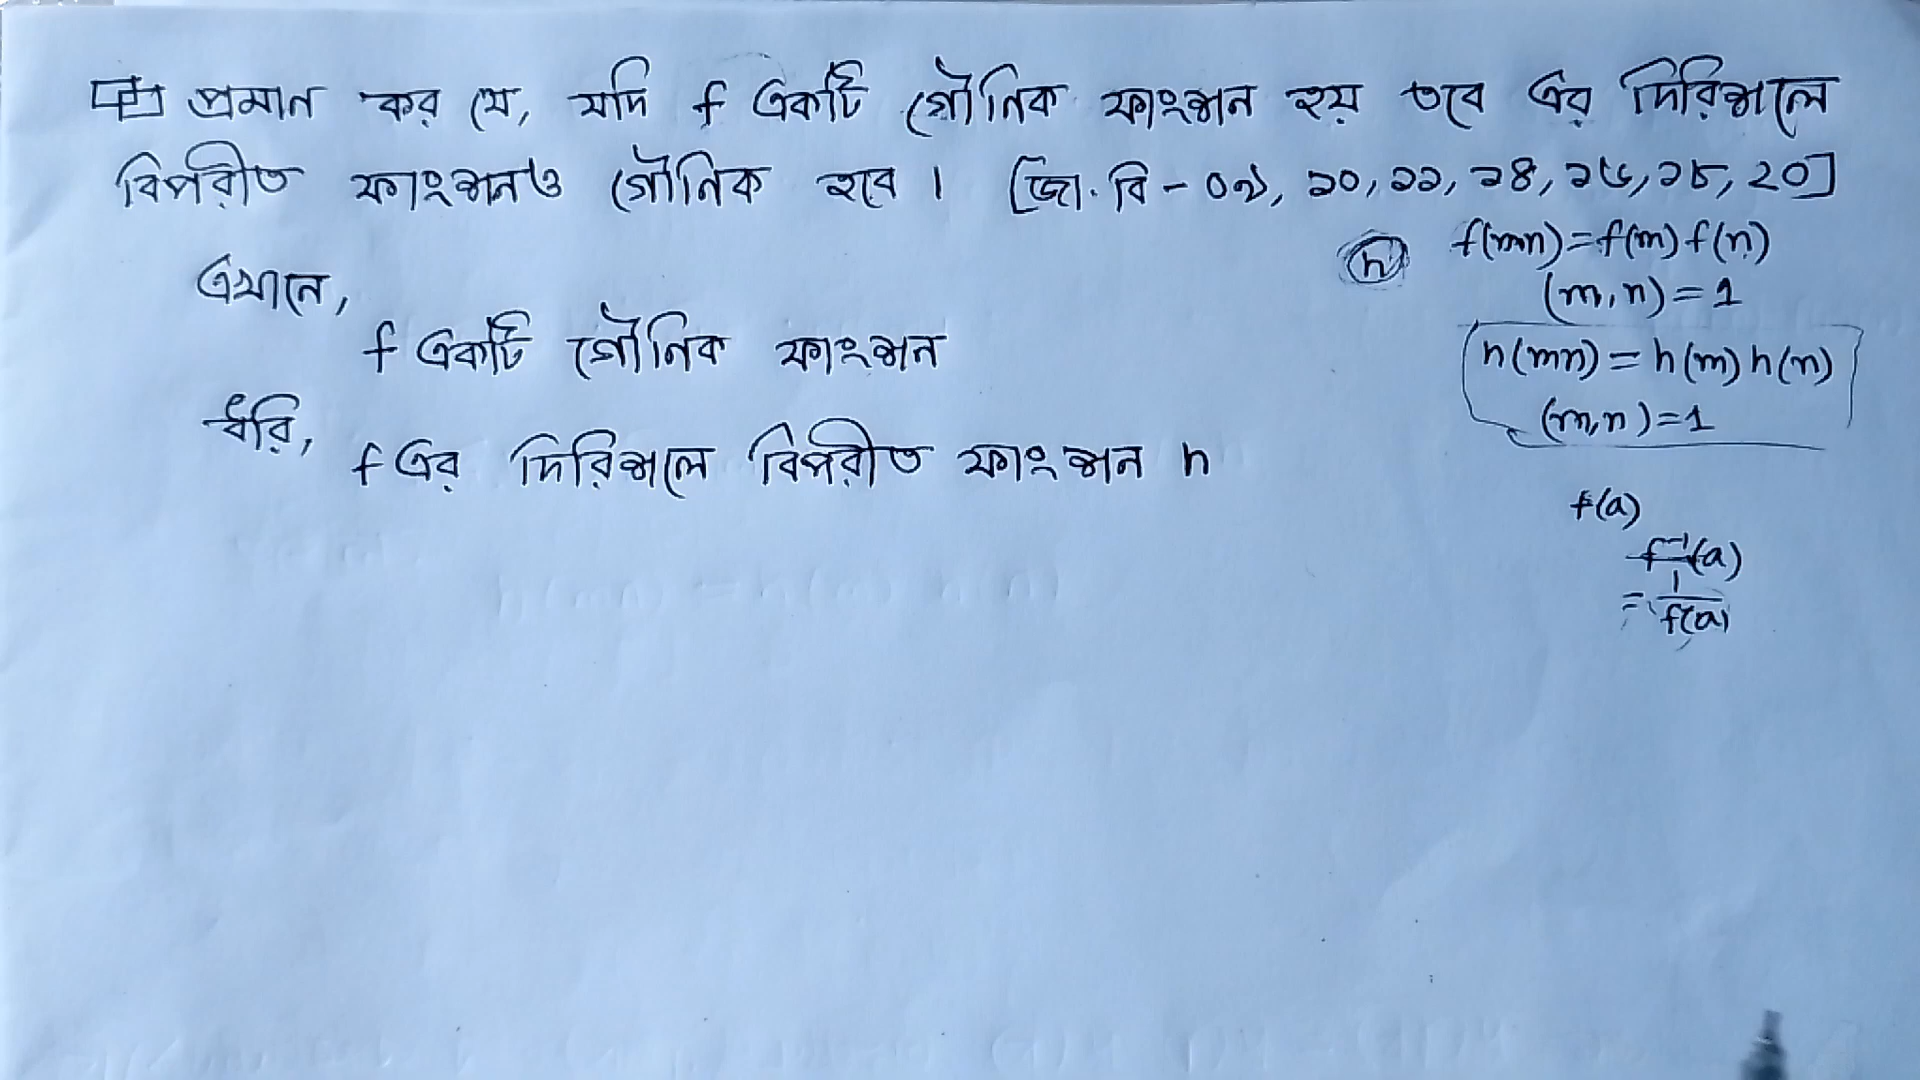 প্রমান কর যে, যদি f একটি গৌনিক ফাংশন হয় তবে এর দিরিশলে
বিপরীত ফাংশনও গৌনিক হবে । [জা. বি - ০৯, ১০, ১১, ১৪, ১৬, ১৮, ২০]
h f(mn)=f(m) f(n)
(m, n) = 1
এখানে,
f একটি গৌনিক ফাংশন
h(mn) = h(m) h(n)
(m,n) = 1
ধরি,
f এর দিরিশলে বিপরীত ফাংশন h
f(a)
f⁻¹(a)
= 1/f(a)